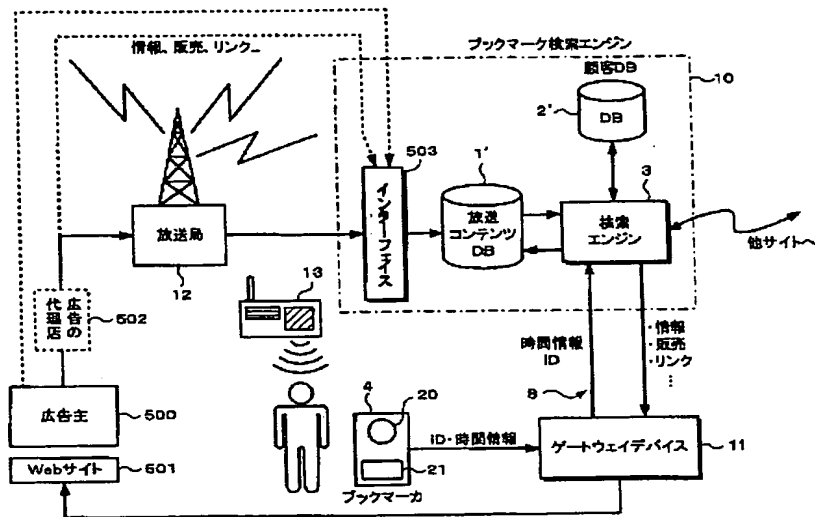 情報、販売、リンク...
ブックマーク検索エンジン
顧客DB
10
2'
DB
503
1'
3
インターフェイス
放送
コンテンツ
DB
検索
エンジン
他サイトへ
放送局
12
13
広告の
代理店
502
時間情報
ID
・情報
・販売
・リンク
⋮
8
広告主
500
4
20
ID・時間情報
21
ゲートウェイデバイス
11
Webサイト
501
ブックマーカ